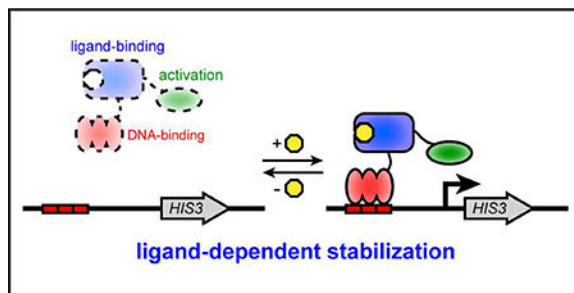 ligand-binding
activation
DNA-binding
+
-
HIS3
HIS3
ligand-dependent stabilization